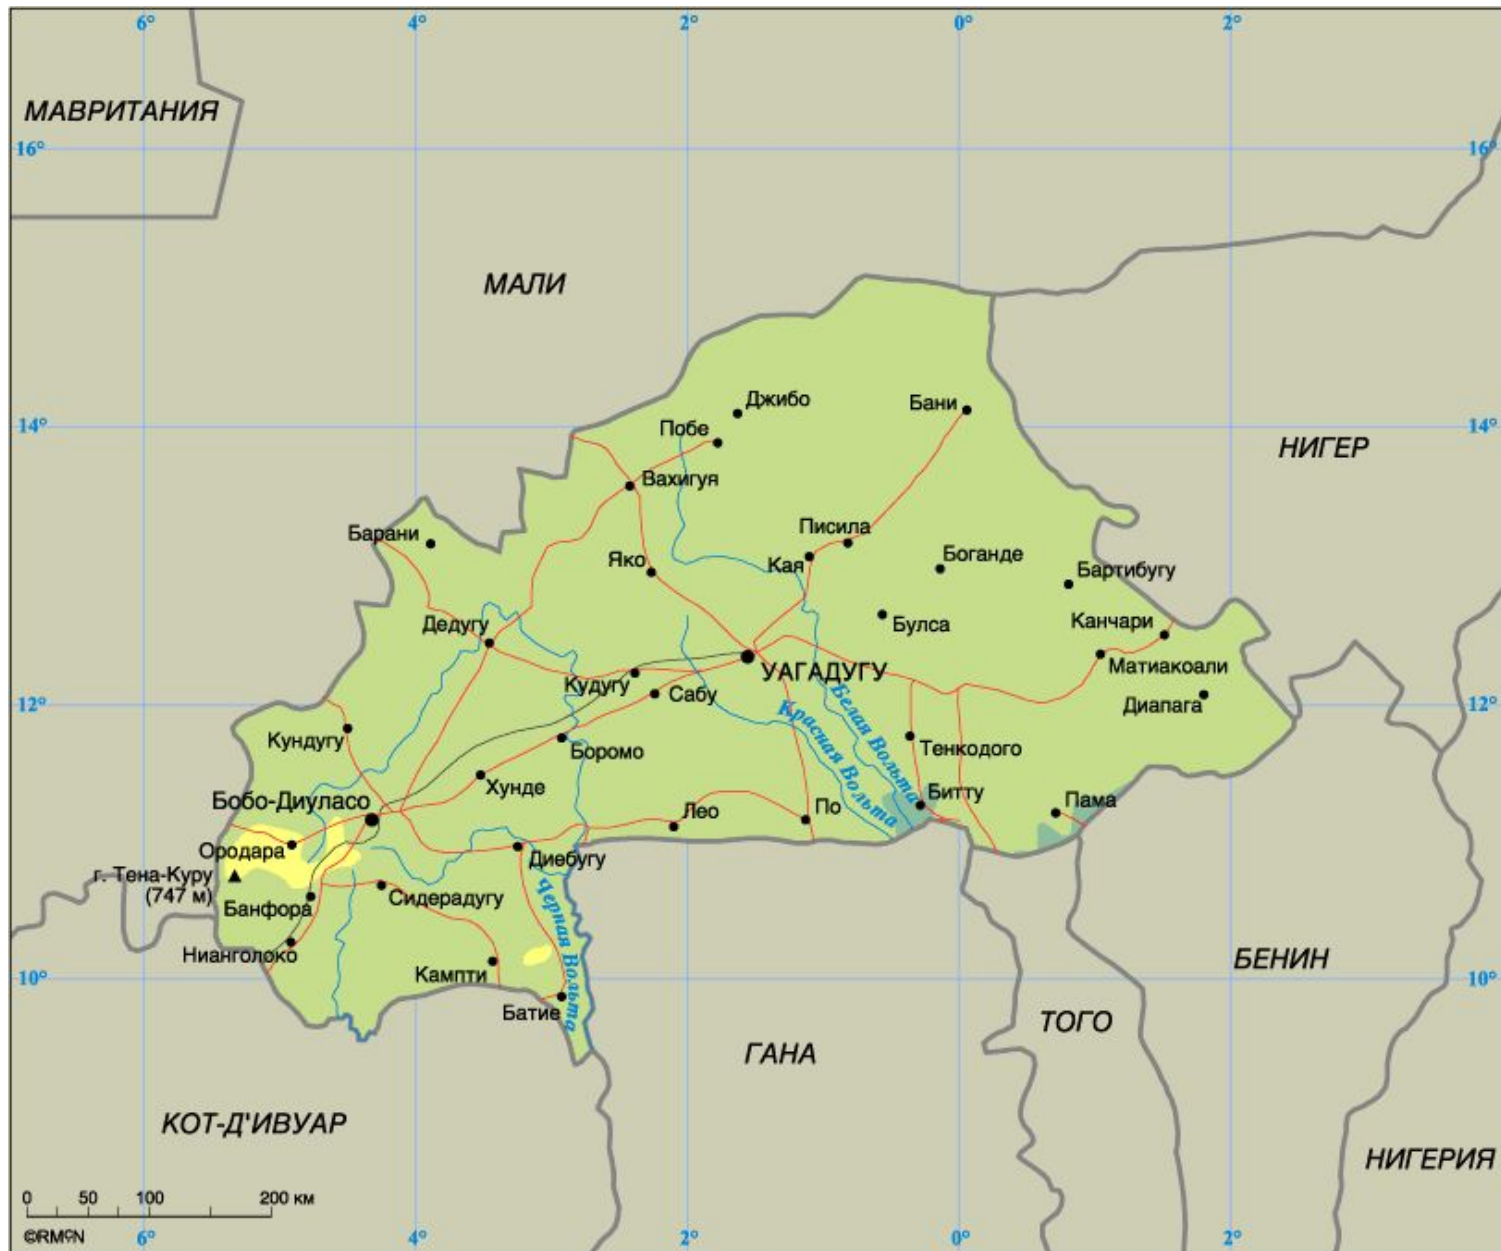 6°
4°
2°
0°
2°
МАВРИТАНИЯ
16°
16°
МАЛИ
Джибо
Бани
14°
Побе
14°
НИГЕР
Вахигуя
Барани
Писила
Яко
Кая
Боганде
Бартибугу
Дедугу
Булса
Канчари
УАГАДУГУ
Матиакоали
Кудугу
Сабу
Диапага
12°
12°
Белая Вольта
Красная Вольта
Кундугу
Боромо
Тенкодого
Хунде
Бобо-Диуласо
Лео
По
Битту
Пама
Ородара
Диебугу
г. Тена-Куру
(747 м)
Банфора
Сидерадугу
Черная Вольта
Нианголоко
Кампти
БЕНИН
10°
10°
Батие
ТОГО
ГАНА
КОТ-Д'ИВУАР
НИГЕРИЯ
0 50 100 200 км
©RMCN
6°
4°
2°
0°
2°